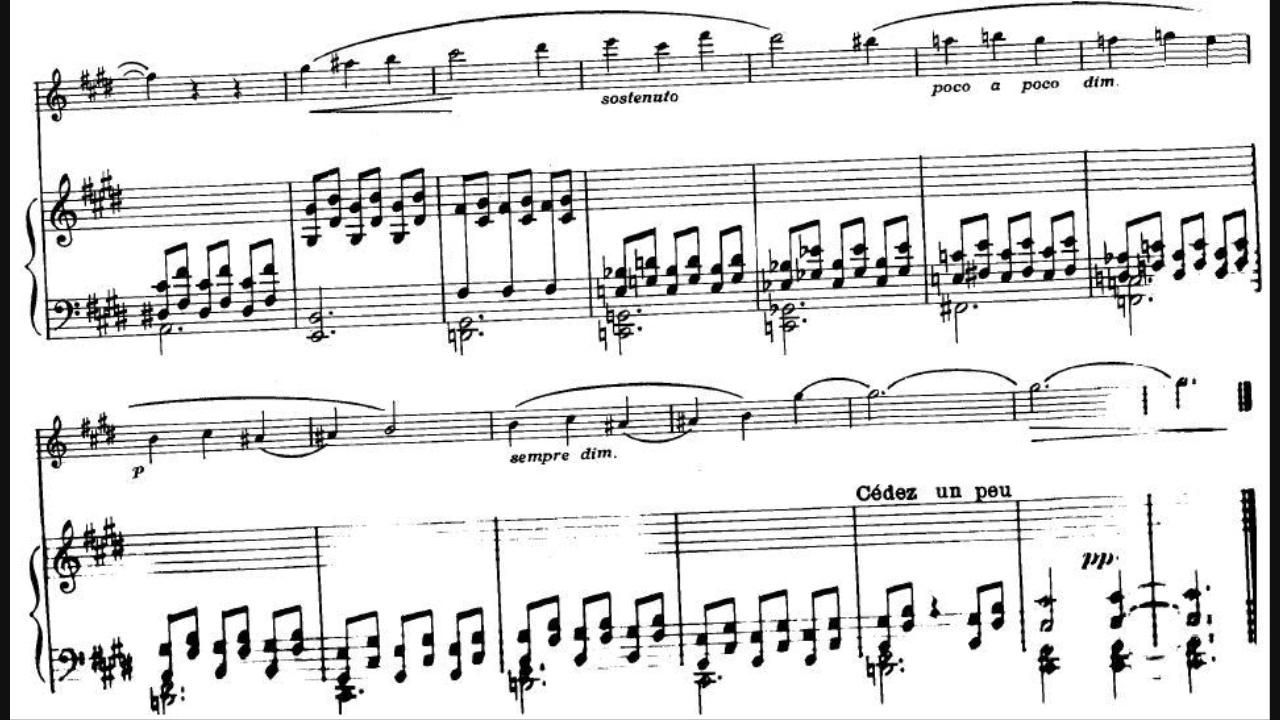 sostenuto
poco a poco dim.
p
sempre dim.
Cédez un peu
pp